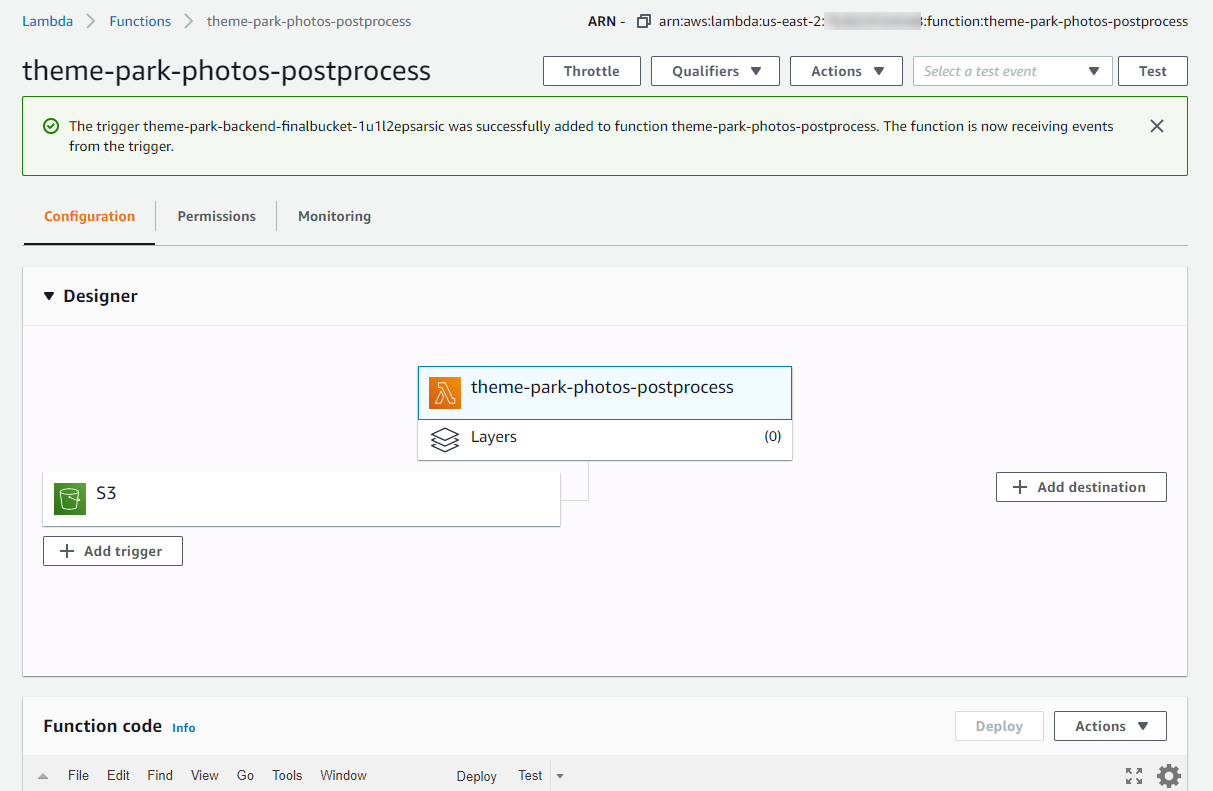 Lambda Functions theme-park-photos-postprocess ARN - arn:aws:lambda:us-east-2: :function:theme-park-photos-postprocess
theme-park-photos-postprocess Throttle Qualifiers Actions Select a test event Test
The trigger theme-park-backend-finalbucket-1u1l2epsarsic was successfully added to function theme-park-photos-postprocess. The function is now receiving events
from the trigger.
Configuration Permissions Monitoring
Designer
theme-park-photos-postprocess
Layers (0)
S3
Add destination
Add trigger
Function code Info Deploy Actions
File Edit Find View Go Tools Window Deploy Test